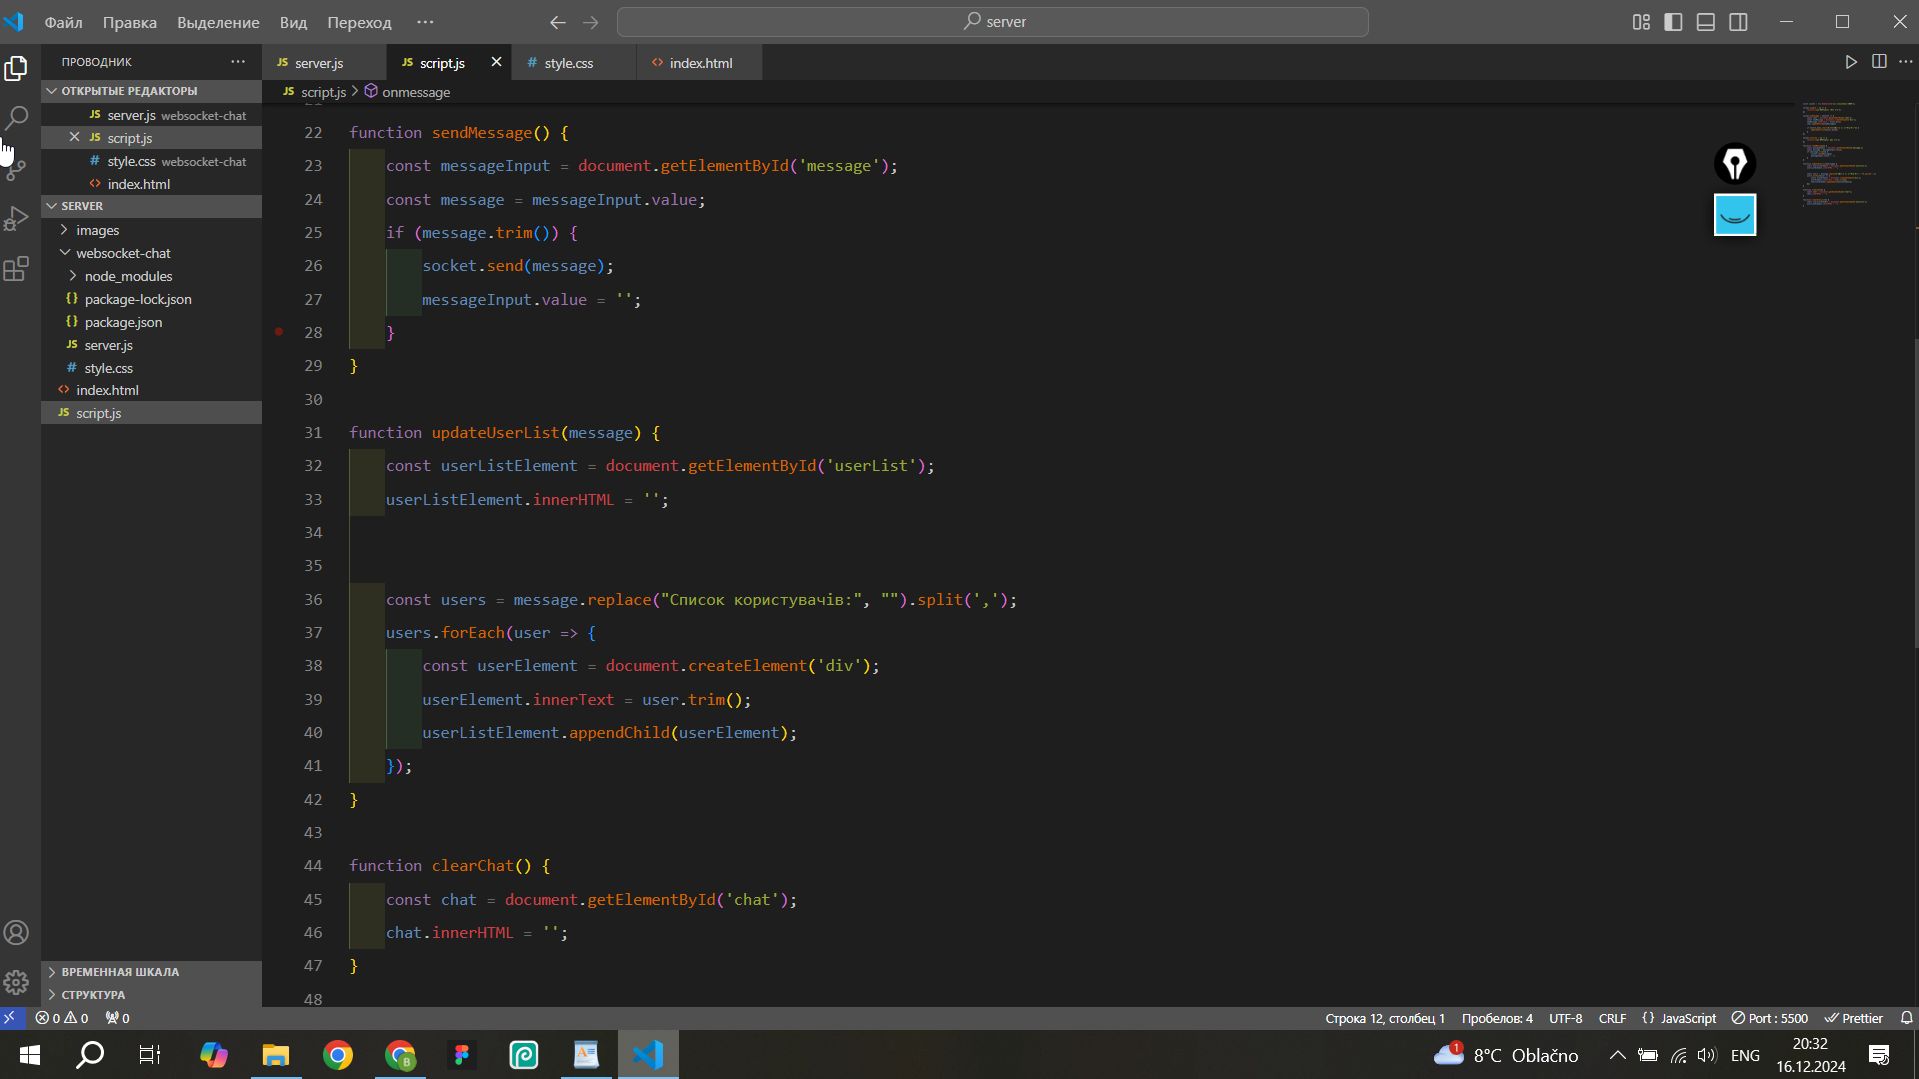 Файл Правка Выделение Вид Переход ··· server
ПРОВОДНИК ···
ОТКРЫТЫЕ РЕДАКТОРЫ
JS server.js websocket-chat
JS script.js
# style.css websocket-chat
<> index.html
SERVER
images
websocket-chat
node_modules
{} package-lock.json
{} package.json
JS server.js
# style.css
<> index.html
JS script.js
ВРЕМЕННАЯ ШКАЛА
СТРУКТУРА
JS server.js JS script.js # style.css <> index.html
JS script.js > onmessage
22 function sendMessage() {
23 const messageInput = document.getElementById('message');
24 const message = messageInput.value;
25 if (message.trim()) {
26 socket.send(message);
27 messageInput.value = '';
28 }
29 }
30
31 function updateUserList(message) {
32 const userListElement = document.getElementById('userList');
33 userListElement.innerHTML = '';
34
35
36 const users = message.replace("Список користувачів:", "").split(',');
37 users.forEach(user => {
38 const userElement = document.createElement('div');
39 userElement.innerText = user.trim();
40 userListElement.appendChild(userElement);
41 });
42 }
43
44 function clearChat() {
45 const chat = document.getElementById('chat');
46 chat.innerHTML = '';
47 }
48
0 0 0 Строка 12, столбец 1 Пробелов: 4 UTF-8 CRLF {} JavaScript Port : 5500 Prettier
1 8°C Oblačno ENG 20:32
16.12.2024